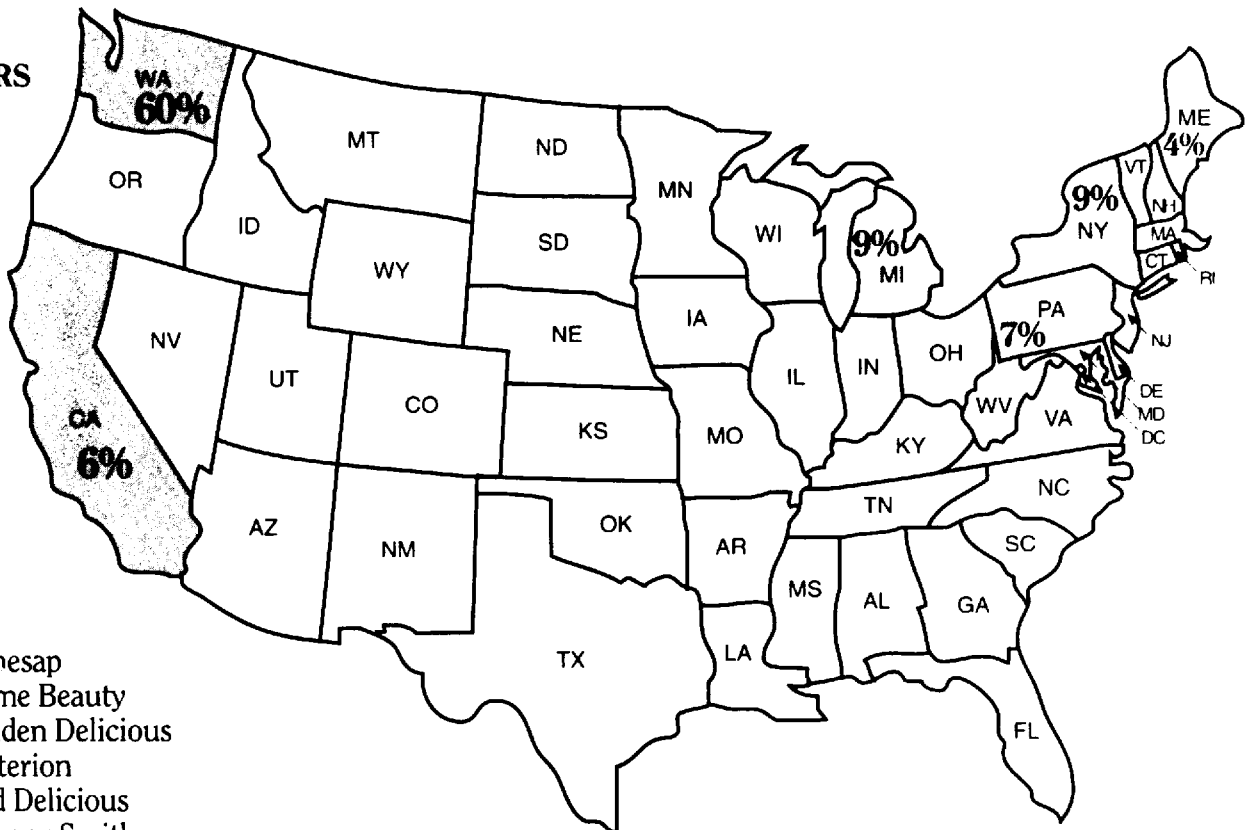 RS
WA
60%
OR
MT
ID
ND
MN
SD
WY
WI
9%
MI
ME
4%
VT
NH
9%
NY
MA
CT
RI
PA
7%
NJ
DE
MD
DC
NV
UT
CO
NE
IA
IL
IN
OH
WV
VA
KY
KS
MO
CA
6%
AZ
NM
OK
AR
TN
NC
SC
MS
AL
GA
LA
TX
FL
nesap
me Beauty
den Delicious
terion
d Delicious